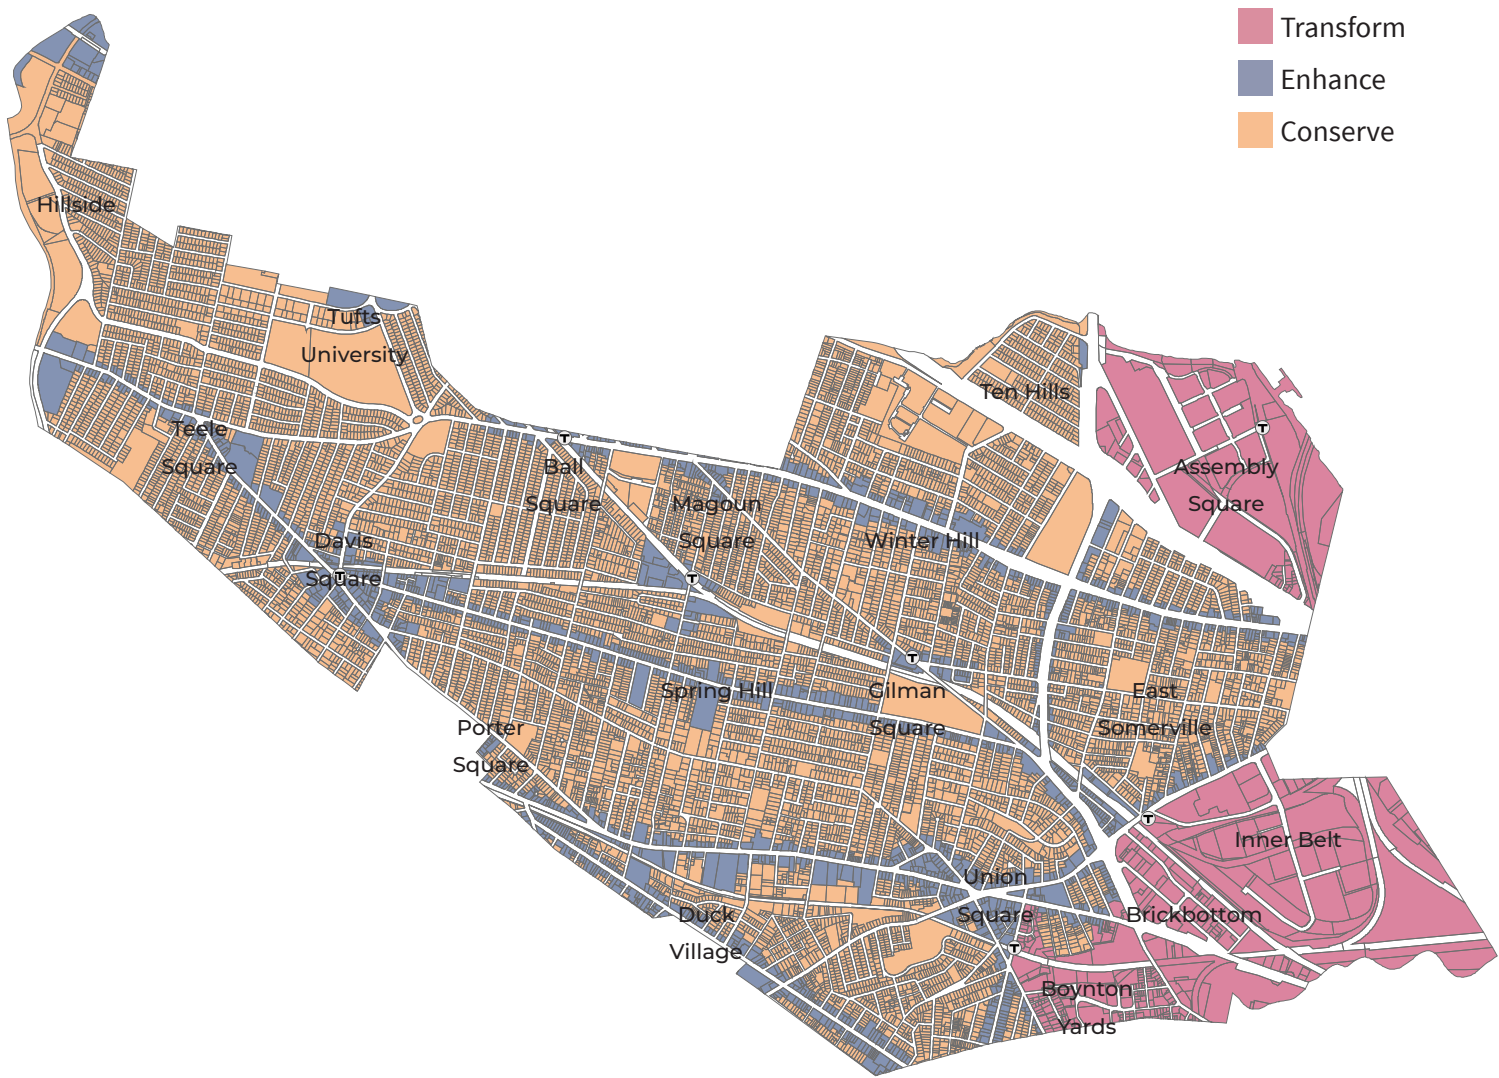 Transform
Enhance
Conserve
Hillside
Tufts
University
Ten Hills
Teele
Square
Ball
Square
T
Magoun
Square
Assembly
Square
T
Davis
Square
T
Winter Hill
T
T
Spring Hill
Gilman
Square
East
Somerville
Porter
Square
T
Inner Belt
Union
Square
Duck
Village
Brickbottom
T
Boynton
Yards